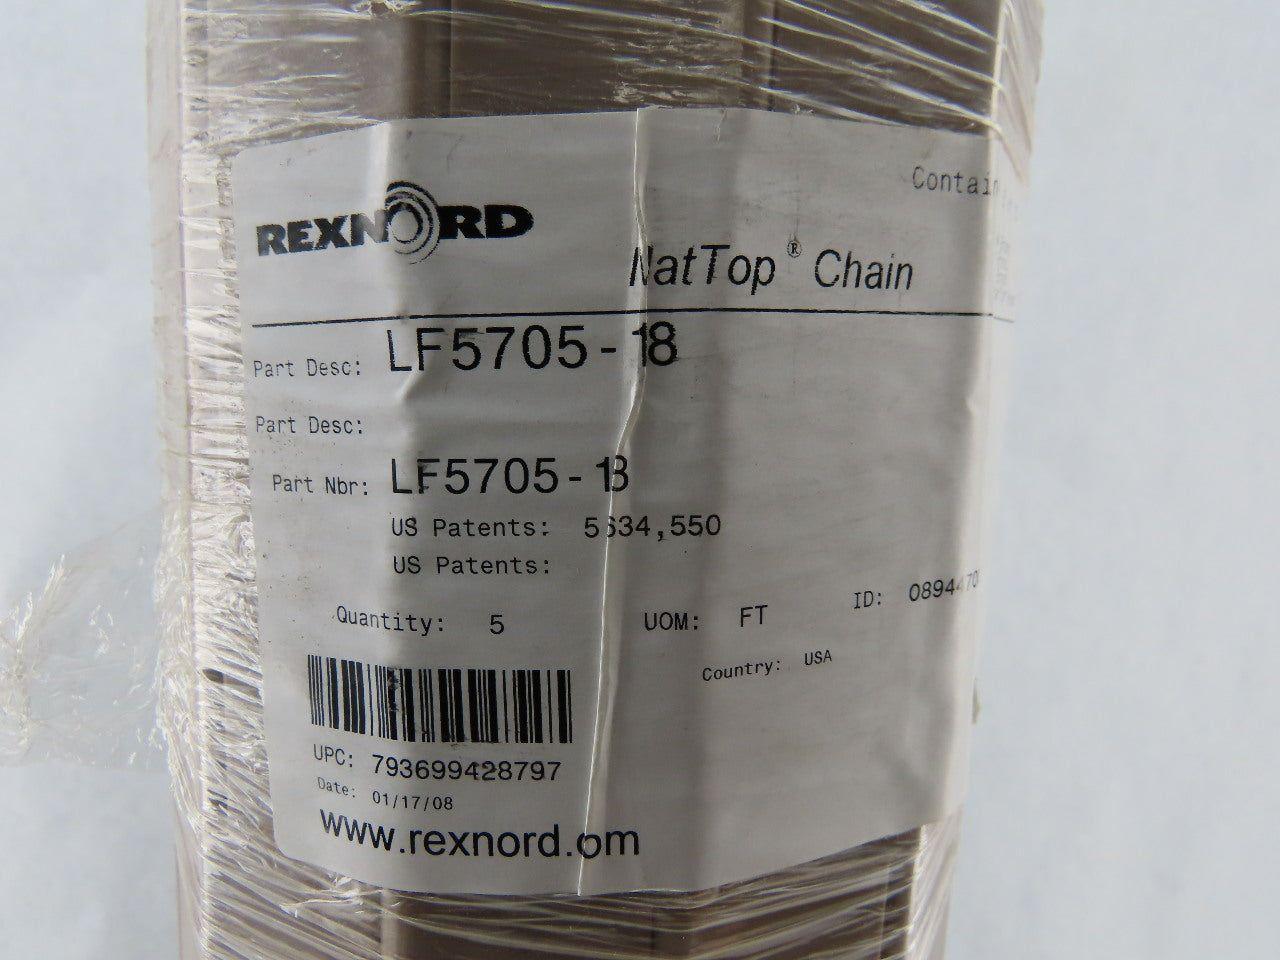 REXNORD
Contain
NatTop® Chain
Part Desc: LF5705-18
Part Desc:
Part Nbr: LF5705-18
US Patents: 5634,550
US Patents:
Quantity: 5 UOM: FT ID:
Country: USA
UPC: 793699428797
Date: 01/17/08
www.rexnord.om